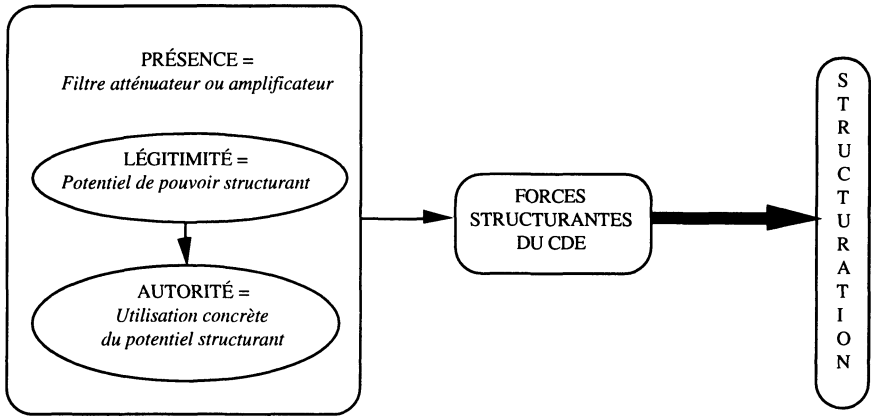 PRÉSENCE =
Filtre atténuateur ou amplificateur
LÉGITIMITÉ =
Potentiel de pouvoir structurant
AUTORITÉ =
Utilisation concrète
du potentiel structurant
FORCES
STRUCTURANTES
DU CDE
STRUCTURATION